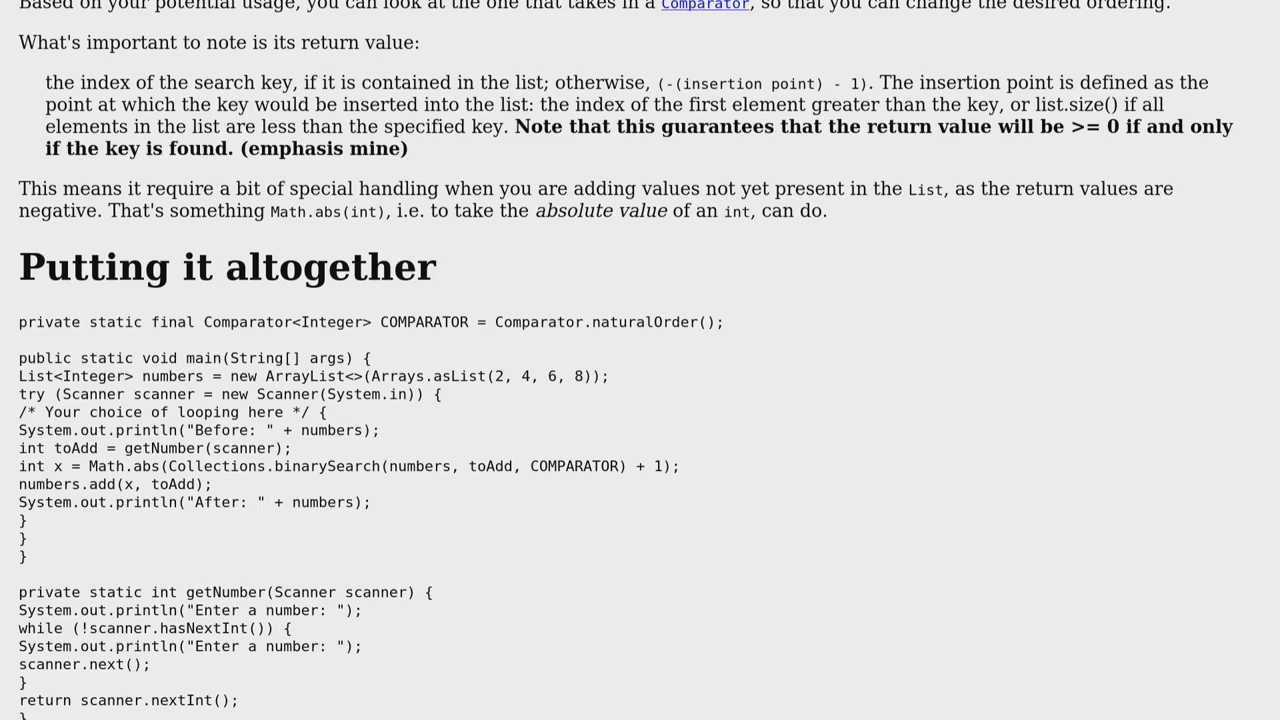 Based on your potential usage, you can look at the one that takes in a Comparator, so that you can change the desired ordering.
What's important to note is its return value:
the index of the search key, if it is contained in the list; otherwise, (-(insertion point) - 1). The insertion point is defined as the
point at which the key would be inserted into the list: the index of the first element greater than the key, or list.size() if all
elements in the list are less than the specified key. Note that this guarantees that the return value will be >= 0 if and only
if the key is found. (emphasis mine)
This means it require a bit of special handling when you are adding values not yet present in the List, as the return values are
negative. That's something Math.abs(int), i.e. to take the absolute value of an int, can do.
Putting it altogether
private static final Comparator<Integer> COMPARATOR = Comparator.naturalOrder();
public static void main(String[] args) {
List<Integer> numbers = new ArrayList<>(Arrays.asList(2, 4, 6, 8));
try (Scanner scanner = new Scanner(System.in)) {
/* Your choice of looping here */ {
System.out.println("Before: " + numbers);
int toAdd = getNumber(scanner);
int x = Math.abs(Collections.binarySearch(numbers, toAdd, COMPARATOR) + 1);
numbers.add(x, toAdd);
System.out.println("After: " + numbers);
}
}
}
private static int getNumber(Scanner scanner) {
System.out.println("Enter a number: ");
while (!scanner.hasNextInt()) {
System.out.println("Enter a number: ");
scanner.next();
}
return scanner.nextInt();
}